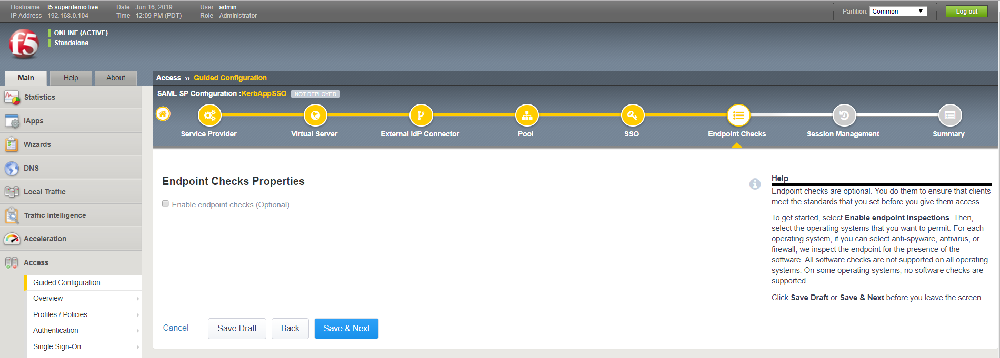 Hostname f5.superdemo.live Date Jun 16, 2019 User admin Partition: Common Log out
IP Address 192.168.0.104 Time 12:09 PM (PDT) Role Administrator
f5
ONLINE (ACTIVE)
Standalone
Main Help About
Statistics
iApps
Wizards
DNS
Local Traffic
Traffic Intelligence
Acceleration
Access
Guided Configuration
Overview
Profiles / Policies
Authentication
Single Sign-On
Access ›› Guided Configuration
SAML SP Configuration :KerbAppSSO NOT DEPLOYED
Service Provider Virtual Server External IdP Connector Pool SSO Endpoint Checks Session Management Summary
Endpoint Checks Properties
Enable endpoint checks (Optional)
Cancel Save Draft Back Save & Next
Help
Endpoint checks are optional. You do them to ensure that clients
meet the standards that you set before you give them access.
To get started, select Enable endpoint inspections. Then,
select the operating systems that you want to permit. For each
operating system, if you can select anti-spyware, antivirus, or
firewall, we inspect the endpoint for the presence of the
software. All software checks are not supported on all operating
systems. On some operating systems, no software checks are
supported.
Click Save Draft or Save & Next before you leave the screen.